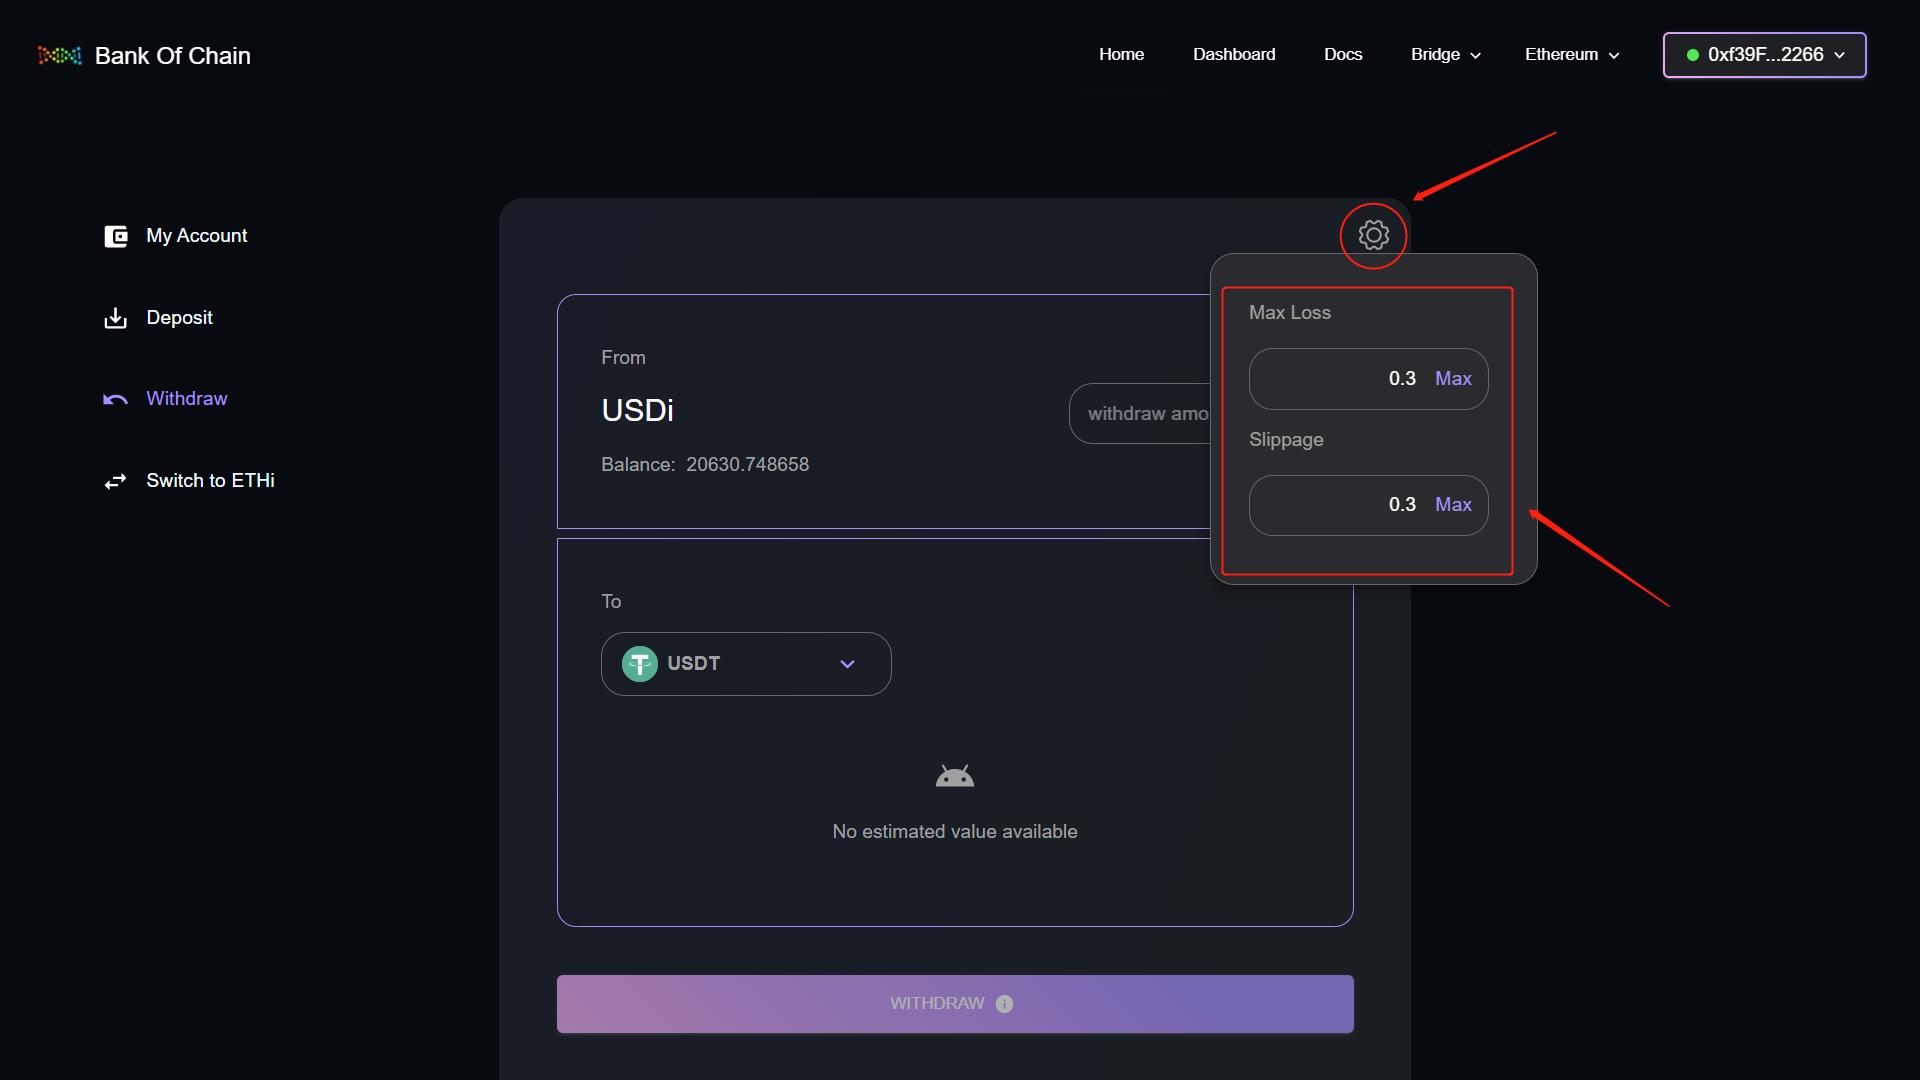 Bank Of Chain
Home
Dashboard
Docs
Bridge
Ethereum
0xf39F...2266
My Account
Deposit
Withdraw
Switch to ETHi
From
USDi
withdraw amo
Balance: 20630.748658
Max Loss
0.3 Max
Slippage
0.3 Max
To
USDT
No estimated value available
WITHDRAW